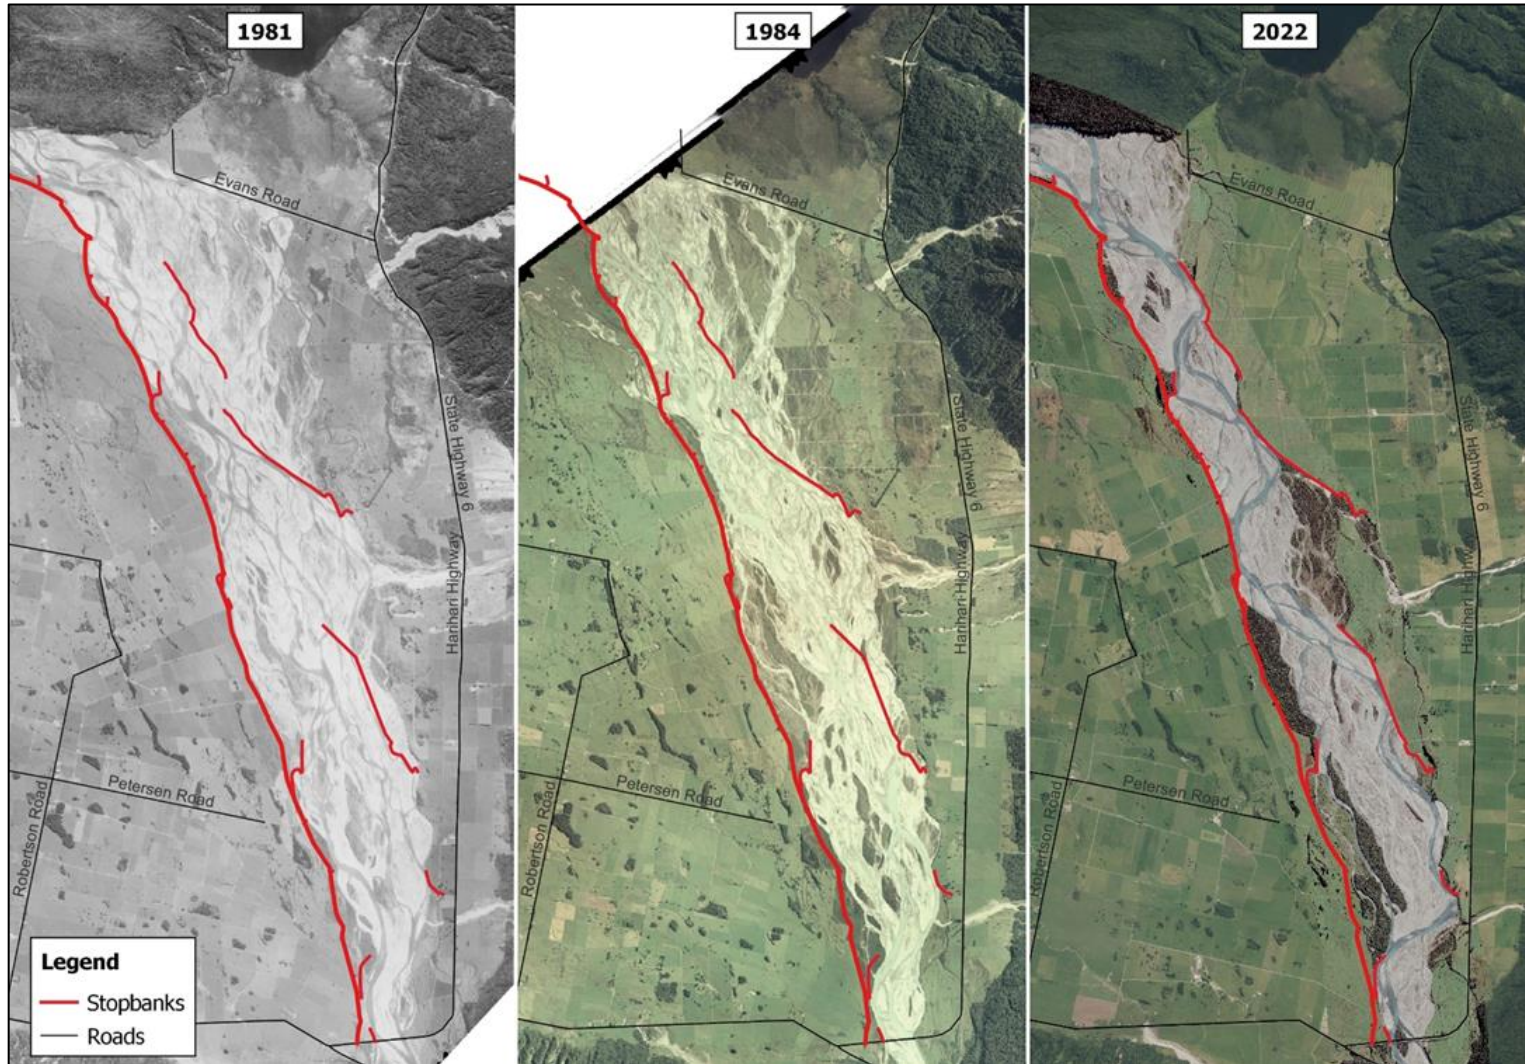 1981
Evans Road
State Highway 6
Harihari Highway
Petersen Road
Robertson Road
Legend
Stopbanks
Roads
1984
Evans Road
State Highway 6
Harihari Highway
Petersen Road
Robertson Road
2022
Evans Road
State Highway 6
Harihari Highway
Petersen Road
Robertson Road